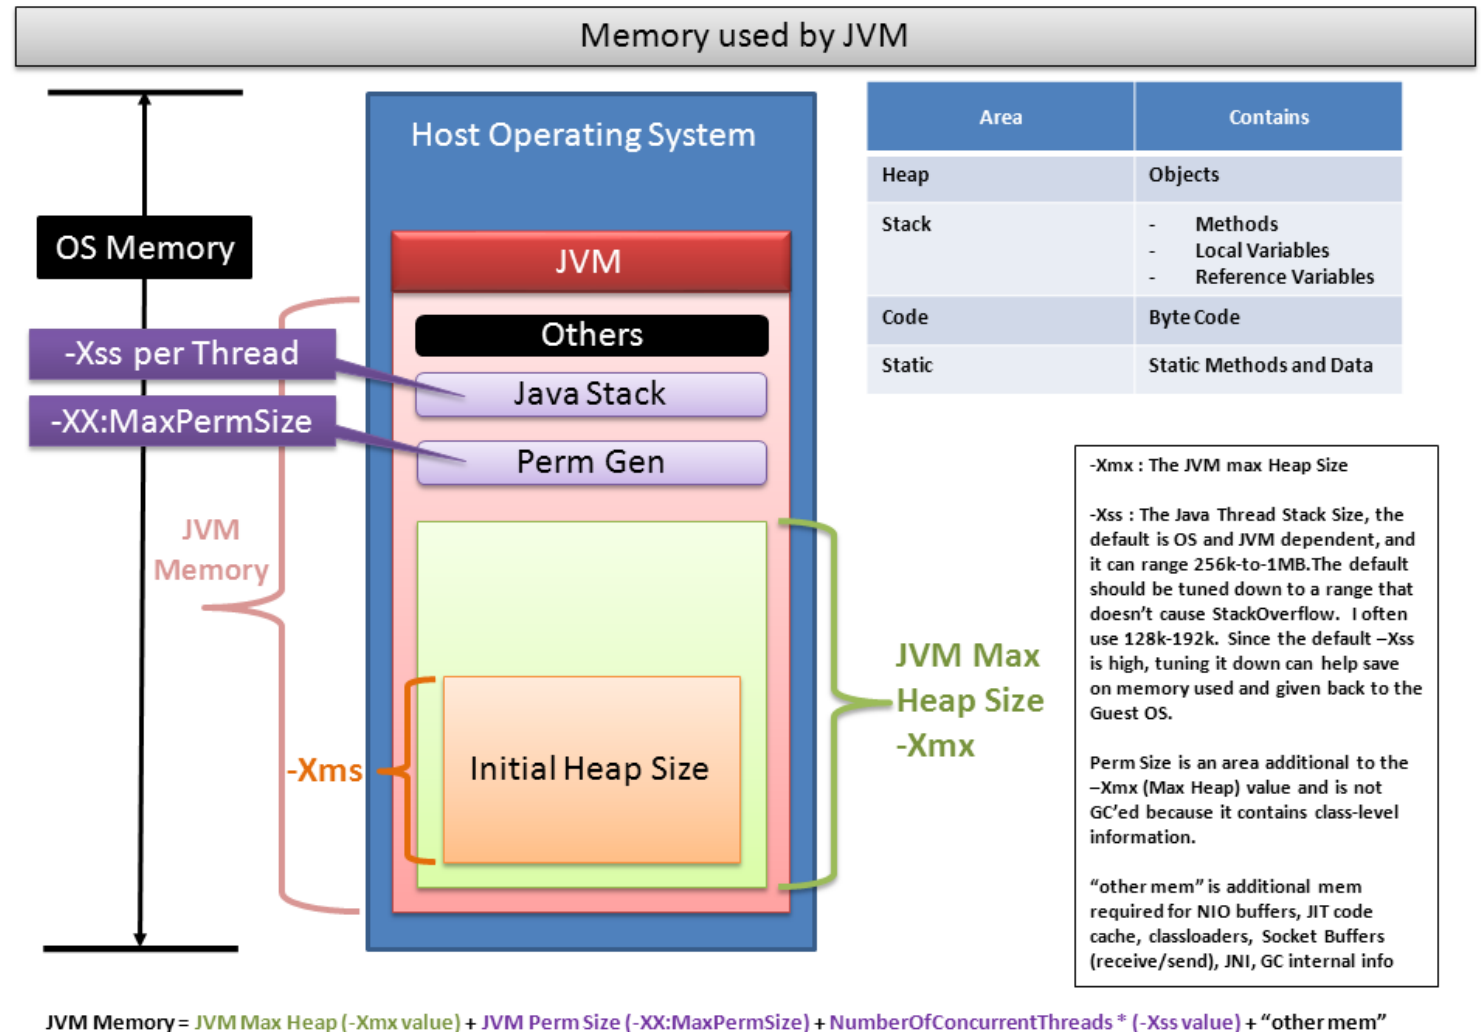 Memory used by JVM
OS Memory
-Xss per Thread
-XX:MaxPermSize
JVM
Memory
-Xms
Host Operating System
JVM
Others
Java Stack
Perm Gen
Initial Heap Size
JVM Max
Heap Size
-Xmx
Area Contains
Heap Objects
Stack - Methods
- Local Variables
- Reference Variables
Code Byte Code
Static Static Methods and Data
-Xmx : The JVM max Heap Size
-Xss : The Java Thread Stack Size, the
default is OS and JVM dependent, and
it can range 256k-to-1MB.The default
should be tuned down to a range that
doesn't cause StackOverflow. I often
use 128k-192k. Since the default –Xss
is high, tuning it down can help save
on memory used and given back to the
Guest OS.
Perm Size is an area additional to the
–Xmx (Max Heap) value and is not
GC'ed because it contains class-level
information.
“other mem” is additional mem
required for NIO buffers, JIT code
cache, classloaders, Socket Buffers
(receive/send), JNI, GC internal info
JVM Memory = JVM Max Heap (-Xmx value) + JVM Perm Size (-XX:MaxPermSize) + NumberOfConcurrentThreads * (-Xss value) + “other mem”